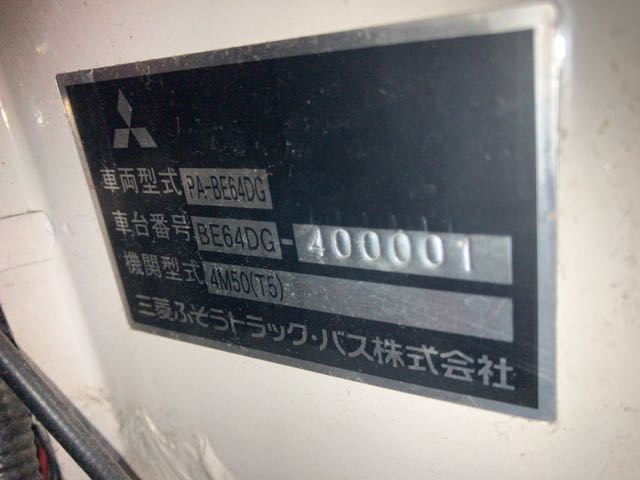 車両型式 PA-BE64DG
車台番号 BE64DG-400001
機関型式 4M50(T5)
三菱ふそうトラック・バス株式会社